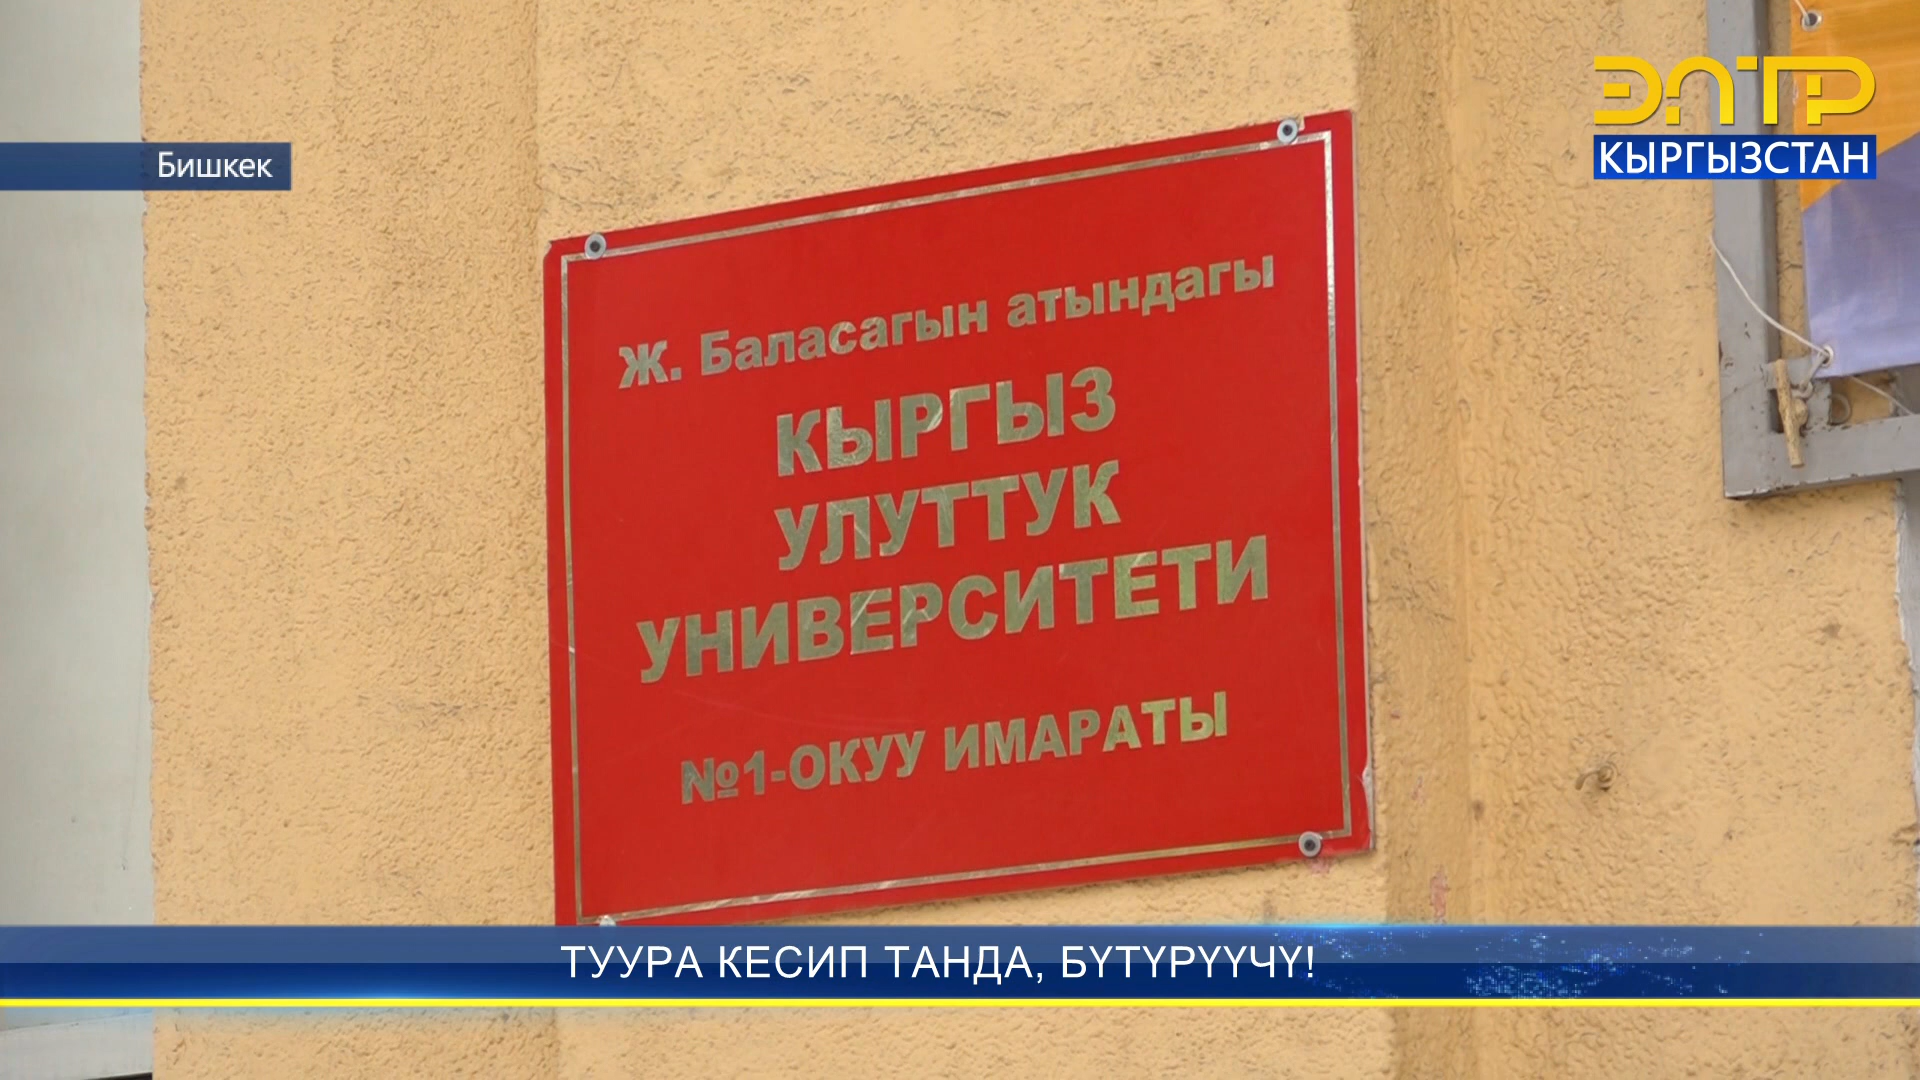 ЭЛТР
КЫРГЫЗСТАН
Бишкек
Ж. Баласагын атындагы
КЫРГЫЗ
УЛУТТУК
УНИВЕРСИТЕТИ
№1-ОКУУ ИМАРАТЫ
ТУУРА КЕСИП ТАНДА, БҮТҮРҮҮЧҮ!